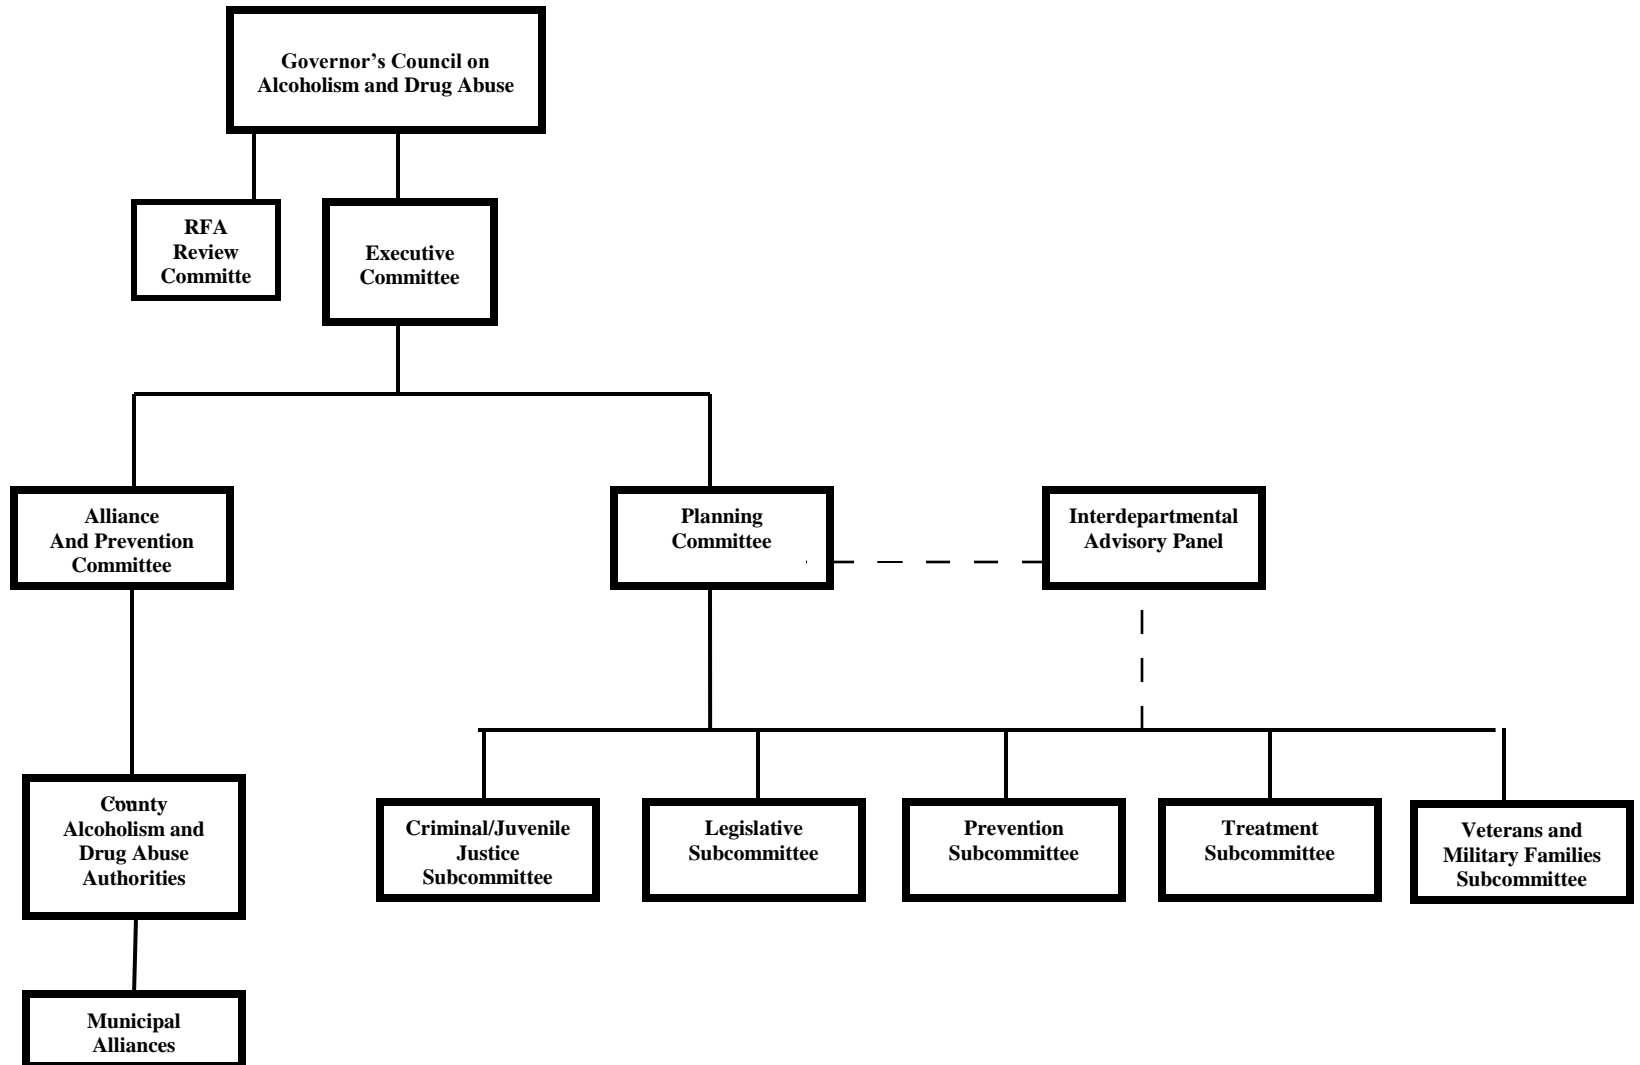 Governor’s Council on
Alcoholism and Drug Abuse
RFA
Review
Committe
Executive
Committee
Alliance
And Prevention
Committee
Planning
Committee
Interdepartmental
Advisory Panel
County
Alcoholism and
Drug Abuse
Authorities
Criminal/Juvenile
Justice
Subcommittee
Legislative
Subcommittee
Prevention
Subcommittee
Treatment
Subcommittee
Veterans and
Military Families
Subcommittee
Municipal
Alliances